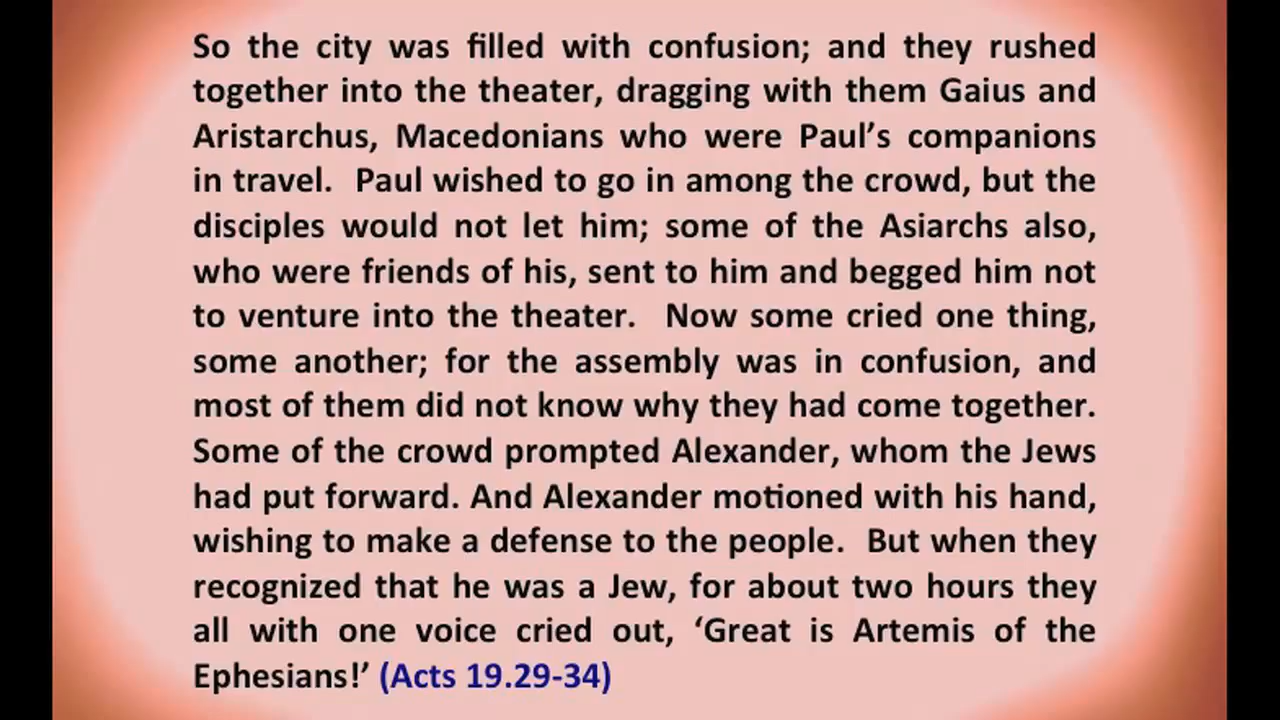 So the city was filled with confusion; and they rushed
together into the theater, dragging with them Gaius and
Aristarchus, Macedonians who were Paul’s companions
in travel.  Paul wished to go in among the crowd, but the
disciples would not let him; some of the Asiarchs also,
who were friends of his, sent to him and begged him not
to venture into the theater.  Now some cried one thing,
some another; for the assembly was in confusion, and
most of them did not know why they had come together.
Some of the crowd prompted Alexander, whom the Jews
had put forward. And Alexander motioned with his hand,
wishing to make a defense to the people.  But when they
recognized that he was a Jew, for about two hours they
all with one voice cried out, ‘Great is Artemis of the
Ephesians!’ (Acts 19.29-34)